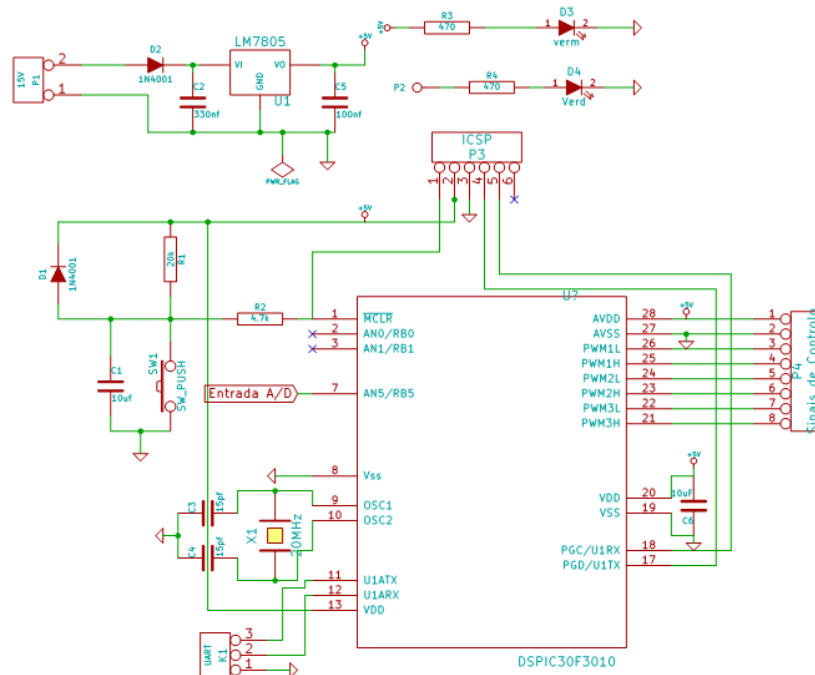 15V
P1
2
1
D2
1N4001
C2
330nf
LM7805
VI
VO
GND
U1
+5V
C5
100nf
PWR_FLAG
+5V
R3
470
1
D3
2
verm
P2
R4
470
1
D4
2
Verd
ICSP
P3
1
2
3
4
5
6
+5V
D1
1N4001
20k
R1
R2
4.7k
C1
10uf
SW1
SW_PUSH
Entrada A/D
C3
15pf
C4
15pf
X1
20MHz
U?
1
MCLR
2
AN0/RB0
3
AN1/RB1
7
AN5/RB5
8
Vss
9
OSC1
10
OSC2
11
U1ATX
12
U1ARX
13
VDD
AVDD
28
AVSS
27
PWM1L
26
PWM1H
25
PWM2L
24
PWM2H
23
PWM3L
22
PWM3H
21
VDD
20
VSS
19
PGC/U1RX
18
PGD/U1TX
17
DSPIC30F3010
+5V
1
2
3
4
5
6
7
8
P4
Sinais de Controle
+5V
10uF
C6
UART
K1
3
2
1